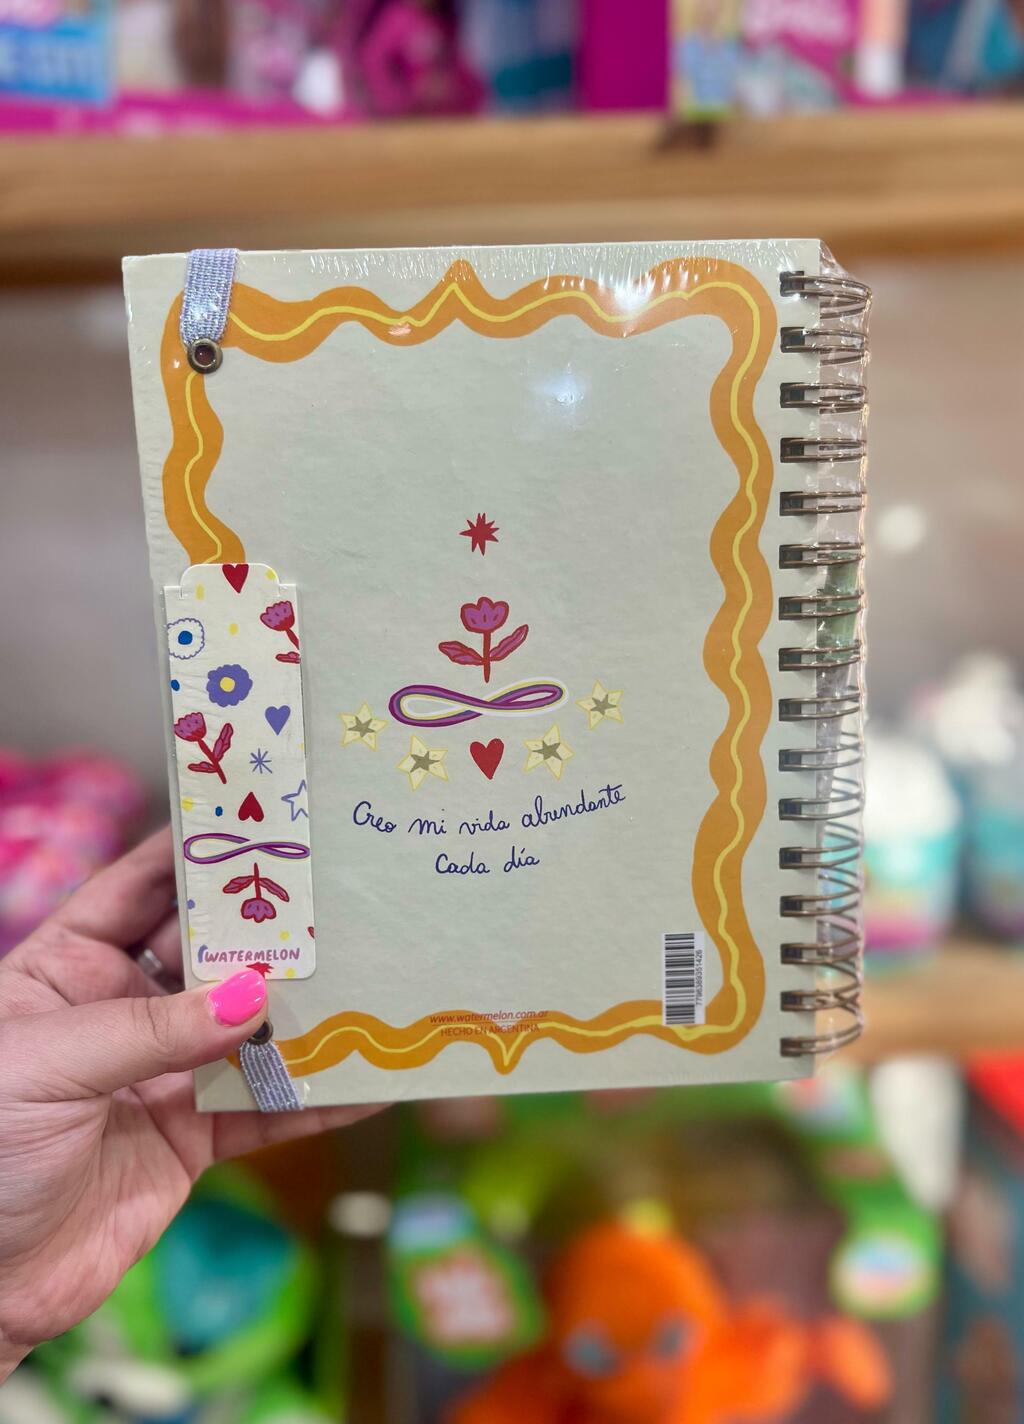 Creo mi vida abundante
Cada día
WATERMELON
www.watermelon.com.ar
HECHO EN ARGENTINA